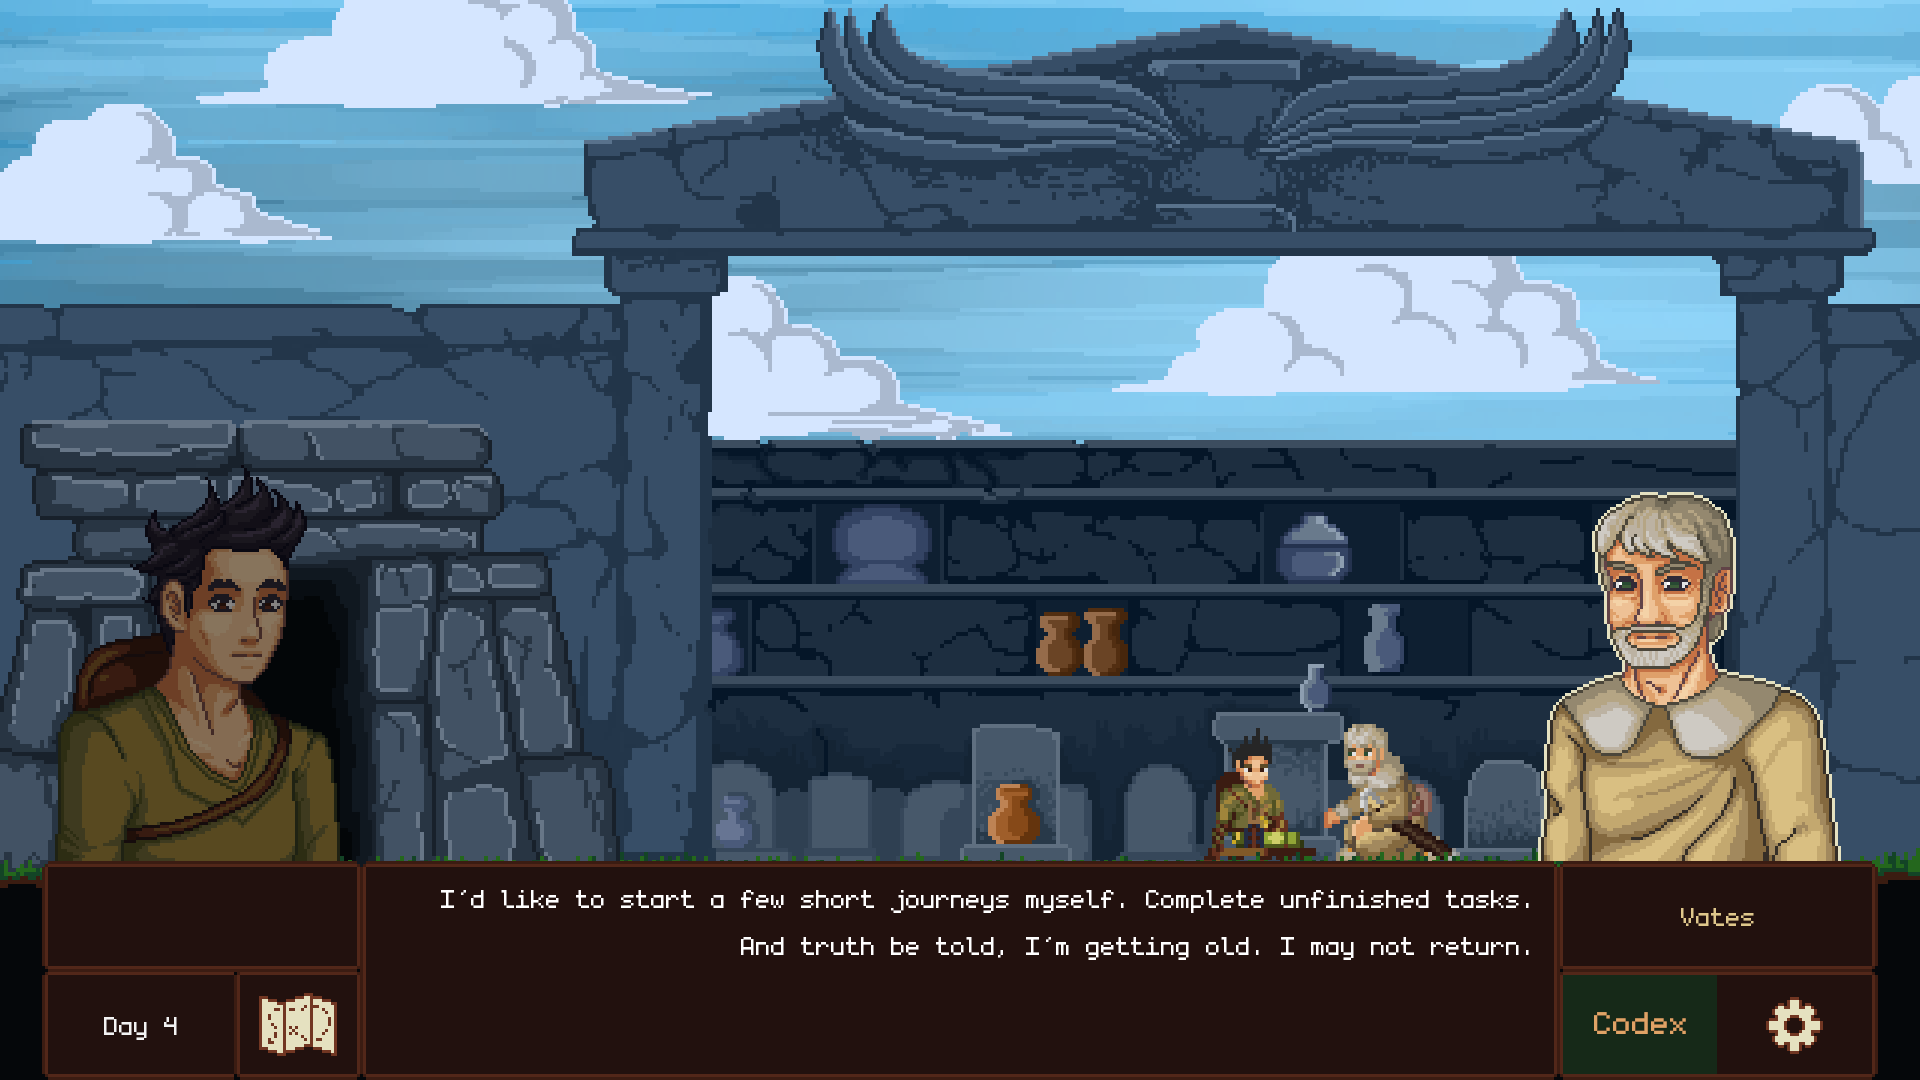 I´d like to start a few short journeys myself. Complete unfinished tasks.
And truth be told, I´m getting old. I may not return.
Vates
Day 4
Codex